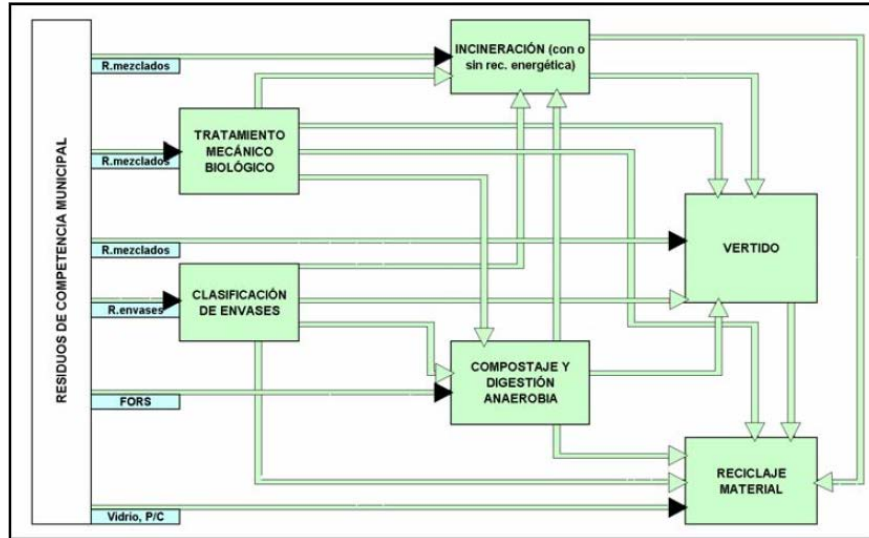 RESIDUOS DE COMPETENCIA MUNICIPAL
R.mezclados
INCINERACIÓN (con o
sin rec. energética)
R.mezclados
TRATAMIENTO
MECÁNICO
BIOLÓGICO
R.mezclados
VERTIDO
R.envases
CLASIFICACIÓN
DE ENVASES
FORS
COMPOSTAJE Y
DIGESTIÓN
ANAEROBIA
Vidrio, P/C
RECICLAJE
MATERIAL